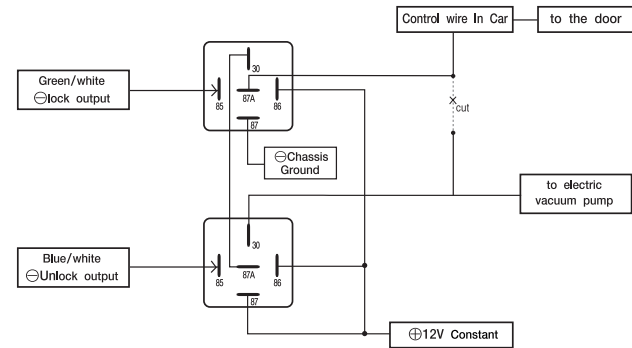 Control wire In Car
to the door
Green/white
⊖lock output
30
85
87A
86
87
⊖Chassis
Ground
cut
to electric
vacuum pump
Blue/white
⊖Unlock output
30
85
87A
86
87
⊕12V Constant